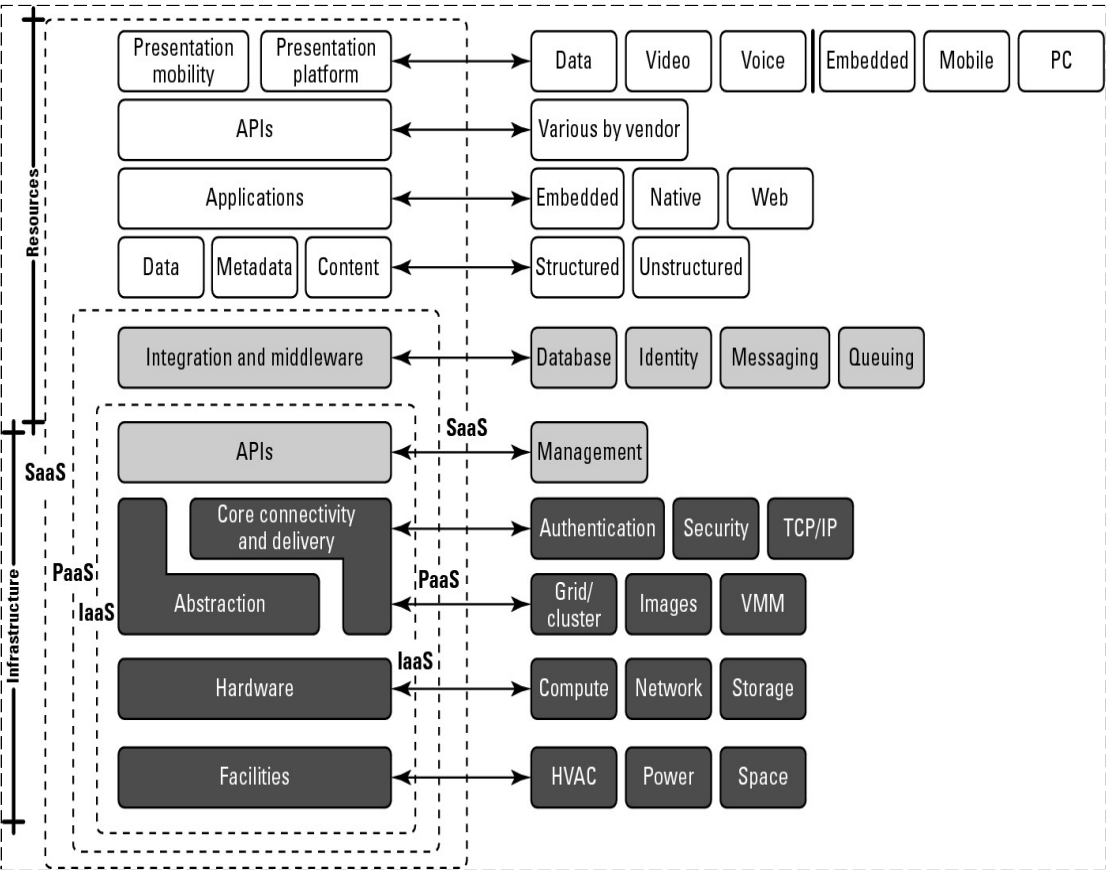 Presentation
mobility
Presentation
platform
Data
Video
Voice
Embedded
Mobile
PC
APIs
Various by vendor
Applications
Embedded
Native
Web
Resources
Data
Metadata
Content
Structured
Unstructured
Integration and middleware
Database
Identity
Messaging
Queuing
APIs
SaaS
Management
SaaS
Core connectivity
and delivery
Authentication
Security
TCP/IP
PaaS
IaaS
Abstraction
PaaS
Grid/
cluster
Images
VMM
Infrastructure
Hardware
IaaS
Compute
Network
Storage
Facilities
HVAC
Power
Space